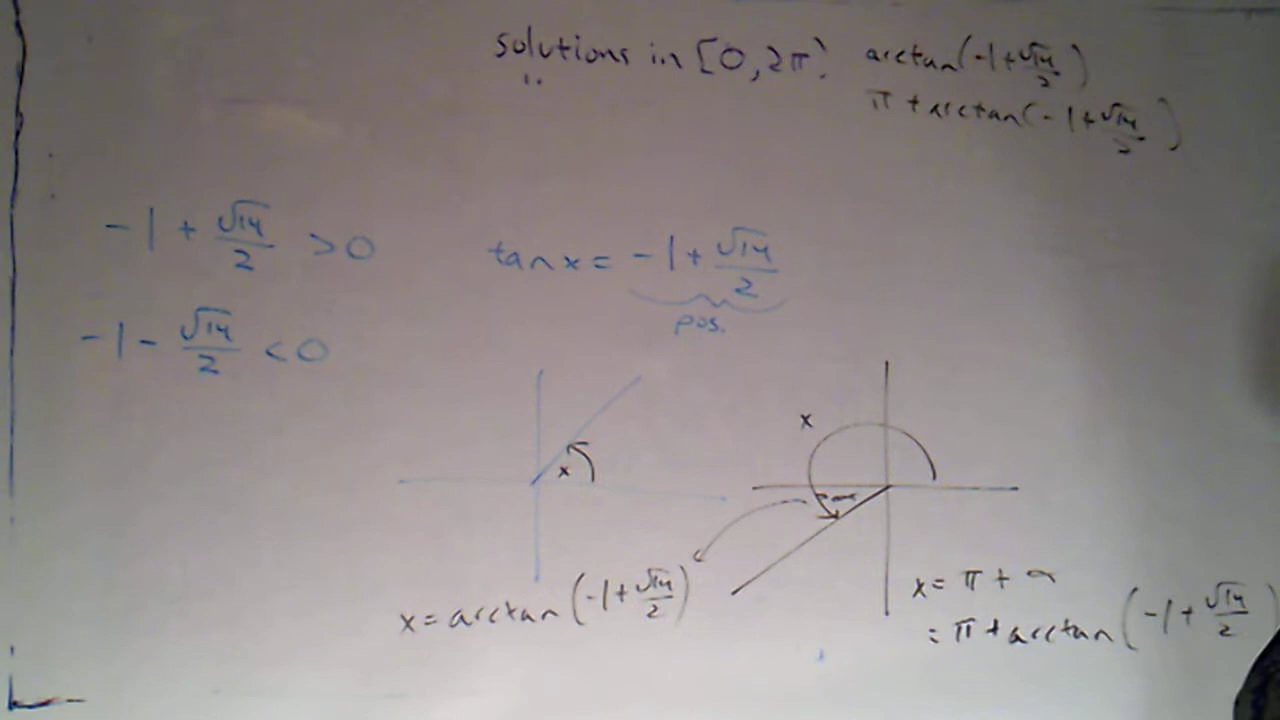 solutions in [0, 2π) arctan(-1+√14/2)
π + arctan(-1+√14/2)
-1 + √14/2 > 0
tan x = -1 + √14/2
pos.
-1 - √14/2 < 0
x
x
x = arctan(-1+√14/2)
x = π + a
= π + arctan(-1+√14/2